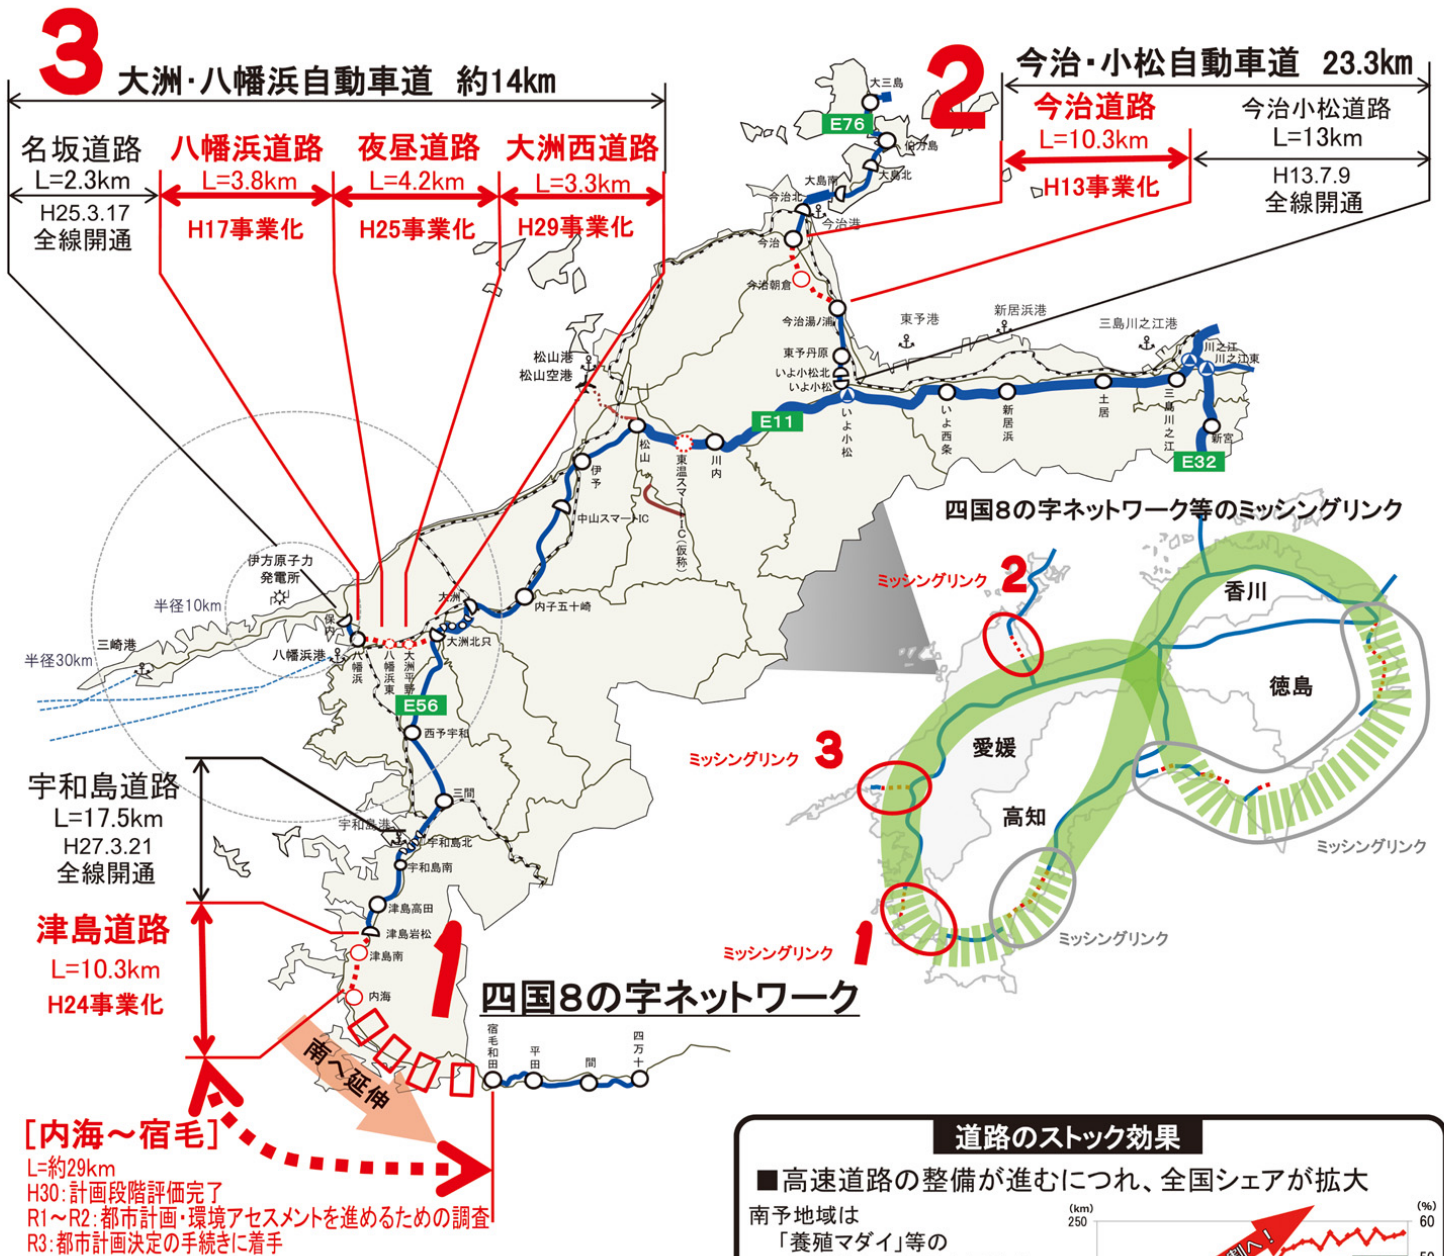 3
大洲・八幡浜自動車道 約14km
名坂道路
L=2.3km
H25.3.17
全線開通
八幡浜道路
L=3.8km
H17事業化
夜昼道路
L=4.2km
H25事業化
大洲西道路
L=3.3km
H29事業化
2
今治・小松自動車道 23.3km
今治道路
L=10.3km
H13事業化
今治小松道路
L=13km
H13.7.9
全線開通
大三島
E76
伯方島
大島北
大島南
今治北
今治港
今治
今治朝倉
今治湯ノ浦
東予丹原
いよ小松北
いよ小松
東予港
新居浜港
三島川之江港
川之江
川之江東
松山港
松山空港
E11
いよ小松
いよ西条
新居浜
土居
三島川之江
新宮
E32
松山
東温スマートIC(仮称)
川内
伊予
中山スマートIC
内子五十崎
大洲
大洲北只
伊方原子力
発電所
半径10km
半径30km
三崎港
保内
八幡浜港
八幡浜
八幡浜東
大洲平野
E56
西予宇和
三間
宇和島港
宇和島北
宇和島南
津島高田
津島岩松
津島南
内海
宇和島道路
L=17.5km
H27.3.21
全線開通
津島道路
L=10.3km
H24事業化
1
四国8の字ネットワーク
宿毛和田
平田
間
四万十
南へ延伸
[内海～宿毛]
L=約29km
H30:計画段階評価完了
R1～R2:都市計画・環境アセスメントを進めるための調査
R3:都市計画決定の手続きに着手
四国8の字ネットワーク等のミッシングリンク
ミッシングリンク 2
香川
徳島
愛媛
高知
ミッシングリンク 3
ミッシングリンク 1
ミッシングリンク
ミッシングリンク
道路のストック効果
■高速道路の整備が進むにつれ、全国シェアが拡大
南予地域は
「養殖マダイ」等の
(km)
250
(%)
60